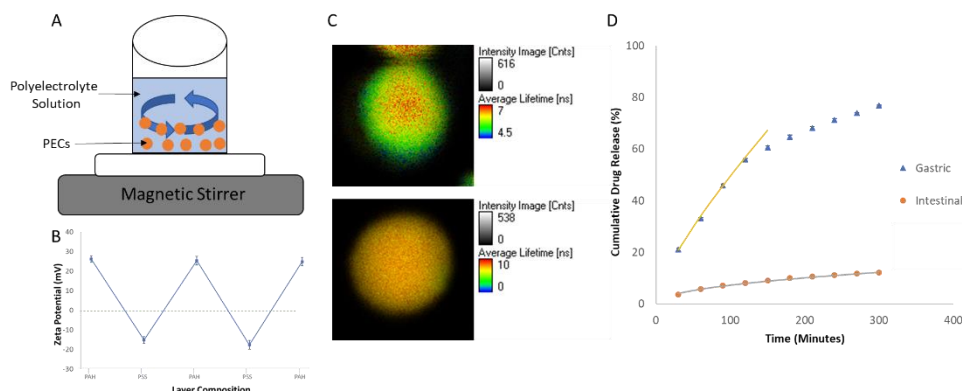 A
Polyelectrolyte
Solution
PECs
Magnetic Stirrer
B
Zeta Potential (mV)
40
30
20
10
0
-10
-20
-30
PAH
PSS
PAH
PSS
PAH
Layer Composition
C
Intensity Image [Cnts]
616
0
Average Lifetime [ns]
7
4.5
Intensity Image [Cnts]
538
0
Average Lifetime [ns]
10
0
D
Cumulative Drug Release (%)
100
80
60
40
20
0
0
100
200
300
400
Time (Minutes)
Gastric
Intestinal